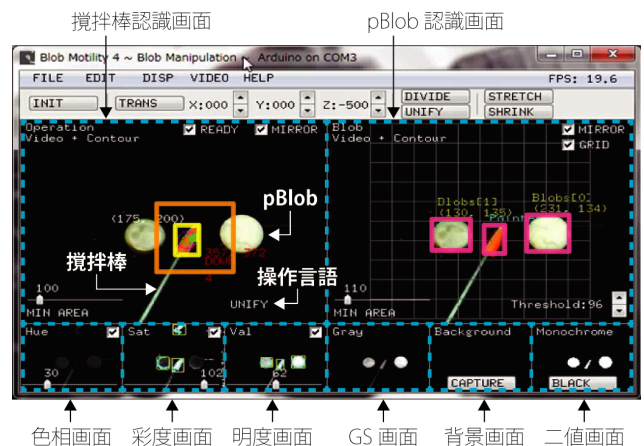 撹拌棒認識画面 pBlob 認識画面
Blob Motility 4 ~ Blob Manipulation ~ Arduino on COM3
FILE EDIT DISP VIDEO HELP FPS: 19.6
INIT TRANS X:000 Y:000 Z:-500 DIVIDE STRETCH
UNIFY SHRINK
Operation READY MIRROR Blob MIRROR
Video + Contour Video + Contour GRID
(175, 200) pBlob Blobs[1] Blobs[0]
(130, 135) (231, 134)
撹拌棒 操作言語
100 UNIFY 110 Threshold:96
MIN AREA MIN AREA
Hue Sat Val Gray Background Monochrome
30 102 62 CAPTURE BLACK
色相画面 彩度画面 明度画面 GS 画面 背景画面 二値画面